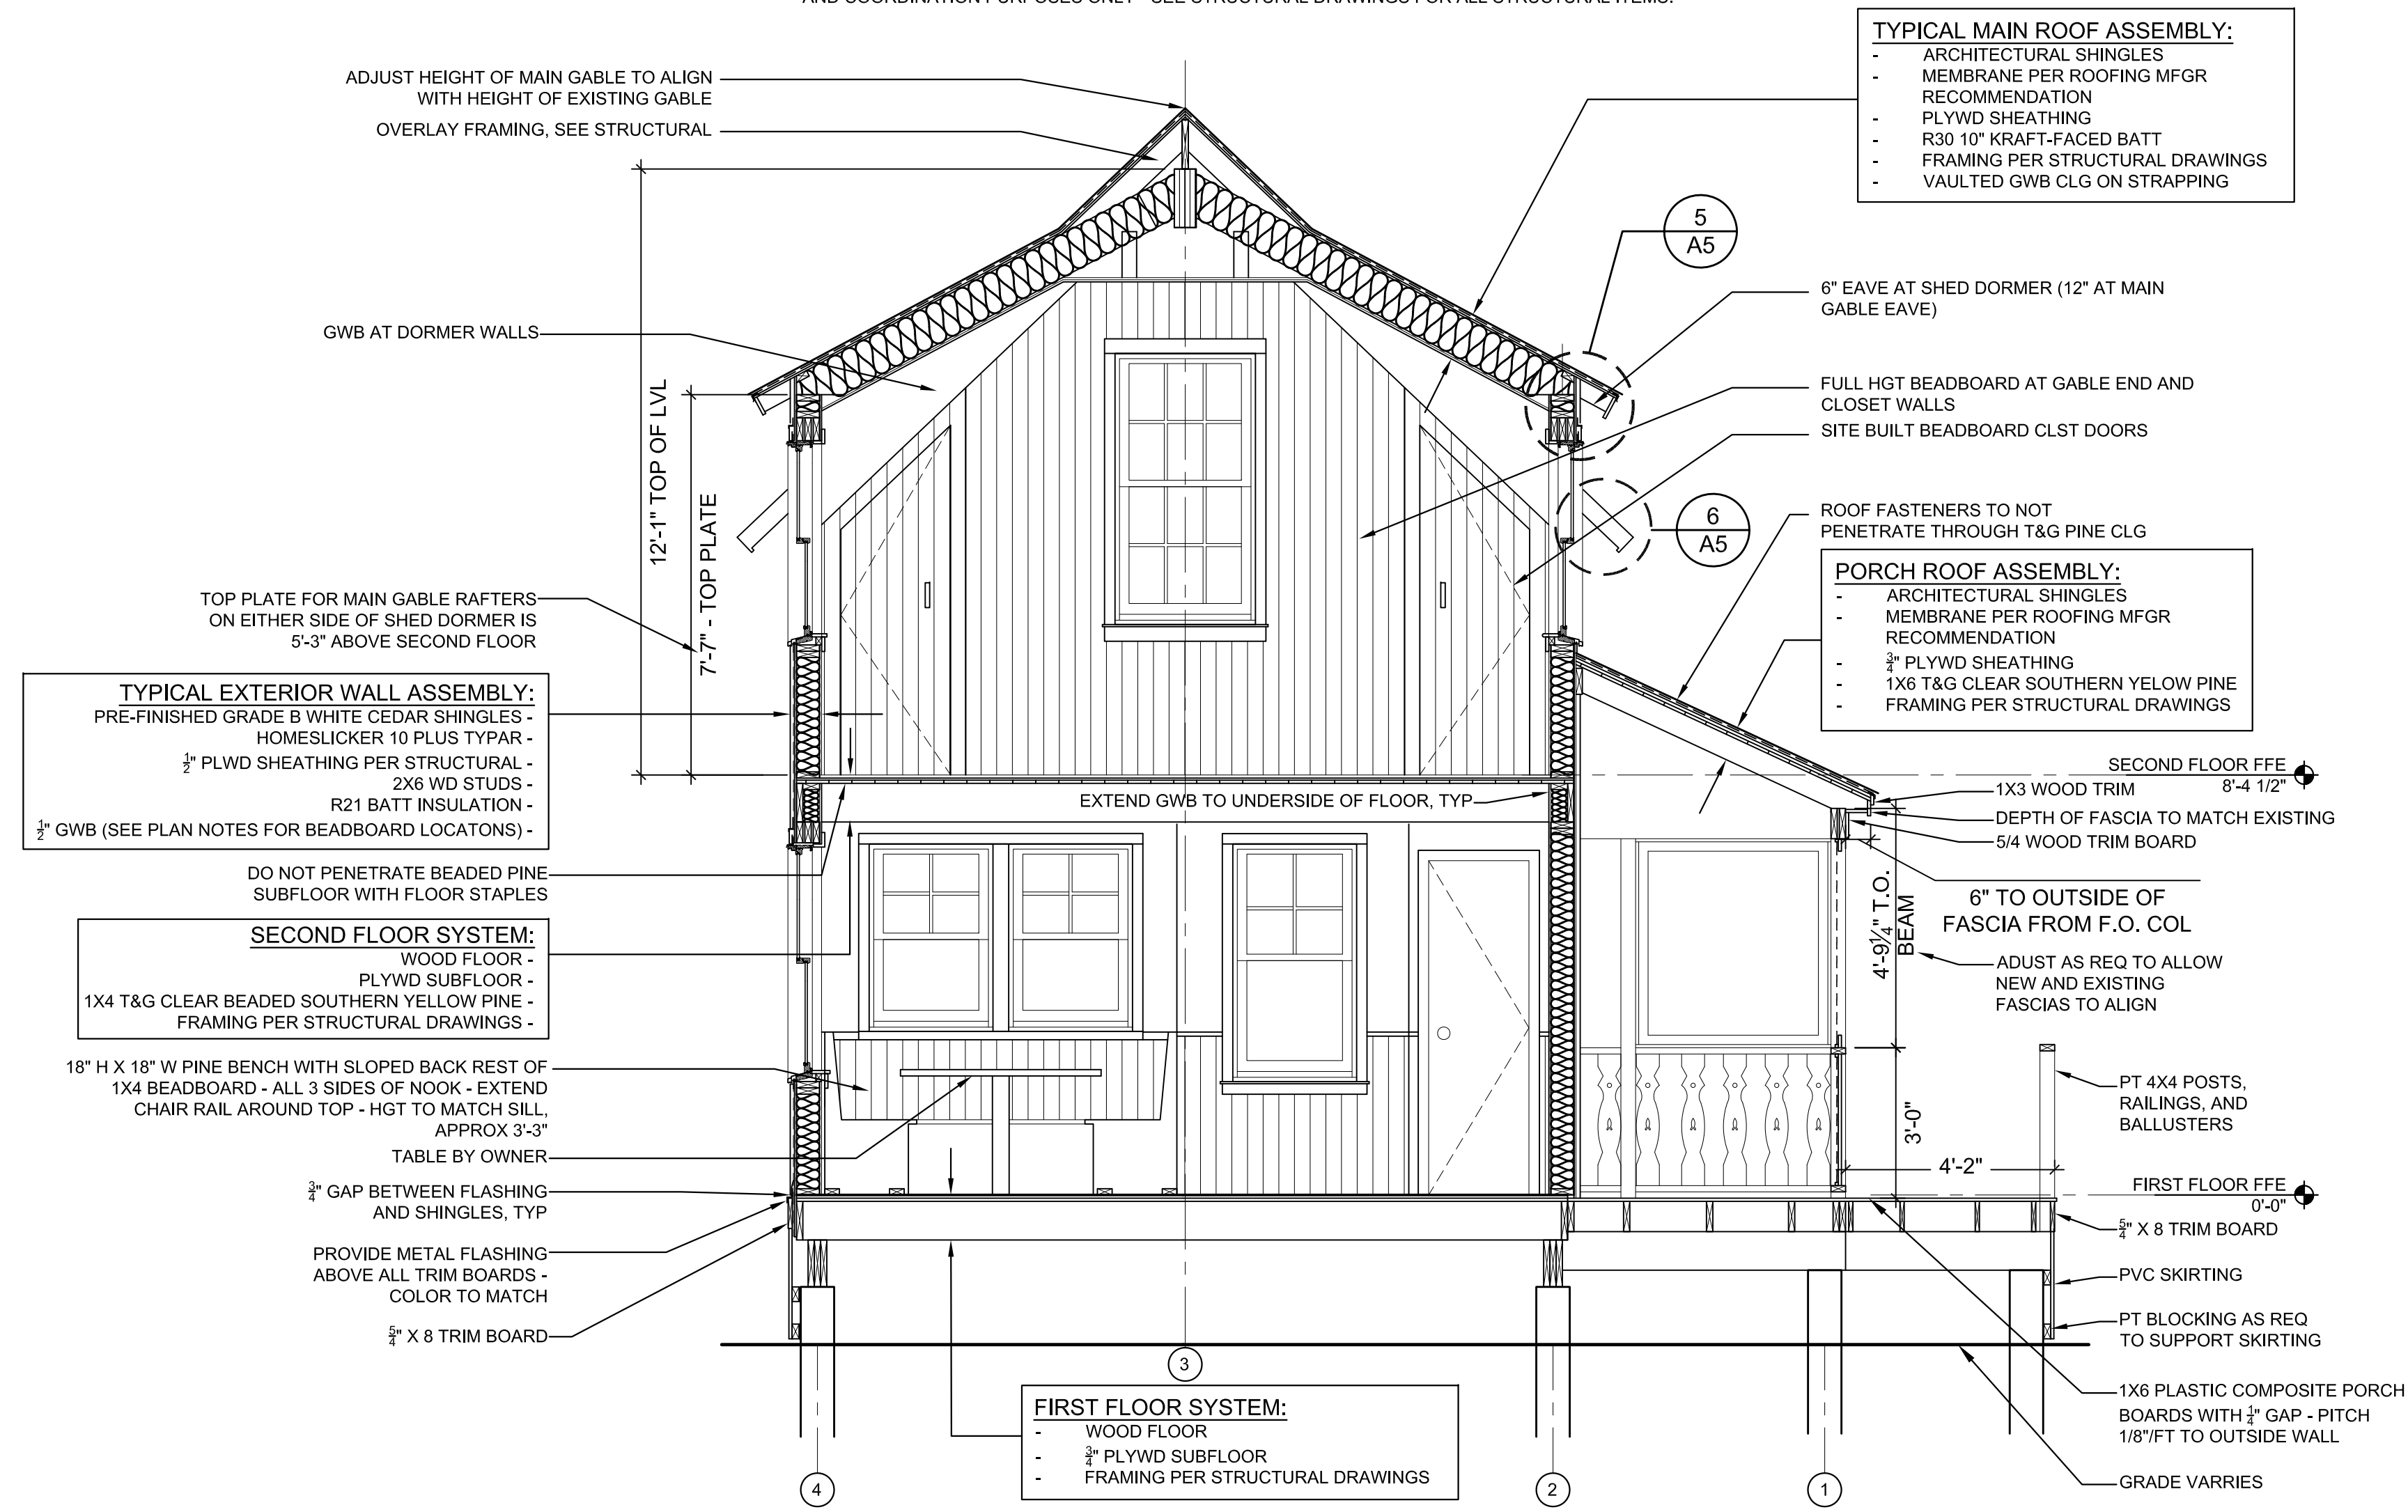 AND COORDINATION PURPOSES ONLY - SEE STRUCTURAL DRAWINGS FOR ALL STRUCTURAL ITEMS.
ADJUST HEIGHT OF MAIN GABLE TO ALIGN
WITH HEIGHT OF EXISTING GABLE
OVERLAY FRAMING, SEE STRUCTURAL
GWB AT DORMER WALLS
12'-1" TOP OF LVL
7'-7" - TOP PLATE
TOP PLATE FOR MAIN GABLE RAFTERS
ON EITHER SIDE OF SHED DORMER IS
5'-3" ABOVE SECOND FLOOR
TYPICAL EXTERIOR WALL ASSEMBLY:
PRE-FINISHED GRADE B WHITE CEDAR SHINGLES -
HOMESLICKER 10 PLUS TYPAR -
1/2" PLWD SHEATHING PER STRUCTURAL -
2X6 WD STUDS -
R21 BATT INSULATION -
1/2" GWB (SEE PLAN NOTES FOR BEADBOARD LOCATONS) -
DO NOT PENETRATE BEADED PINE
SUBFLOOR WITH FLOOR STAPLES
SECOND FLOOR SYSTEM:
WOOD FLOOR -
PLYWD SUBFLOOR -
1X4 T&G CLEAR BEADED SOUTHERN YELLOW PINE -
FRAMING PER STRUCTURAL DRAWINGS -
18" H X 18" W PINE BENCH WITH SLOPED BACK REST OF
1X4 BEADBOARD - ALL 3 SIDES OF NOOK - EXTEND
CHAIR RAIL AROUND TOP - HGT TO MATCH SILL,
APPROX 3'-3"
TABLE BY OWNER
3/4" GAP BETWEEN FLASHING
AND SHINGLES, TYP
PROVIDE METAL FLASHING
ABOVE ALL TRIM BOARDS -
COLOR TO MATCH
5/4" X 8 TRIM BOARD
EXTEND GWB TO UNDERSIDE OF FLOOR, TYP
TYPICAL MAIN ROOF ASSEMBLY:
- ARCHITECTURAL SHINGLES
- MEMBRANE PER ROOFING MFGR
RECOMMENDATION
- PLYWD SHEATHING
- R30 10" KRAFT-FACED BATT
- FRAMING PER STRUCTURAL DRAWINGS
- VAULTED GWB CLG ON STRAPPING
5
A5
6" EAVE AT SHED DORMER (12" AT MAIN
GABLE EAVE)
FULL HGT BEADBOARD AT GABLE END AND
CLOSET WALLS
SITE BUILT BEADBOARD CLST DOORS
6
A5
ROOF FASTENERS TO NOT
PENETRATE THROUGH T&G PINE CLG
PORCH ROOF ASSEMBLY:
- ARCHITECTURAL SHINGLES
- MEMBRANE PER ROOFING MFGR
RECOMMENDATION
- 3/4" PLYWD SHEATHING
- 1X6 T&G CLEAR SOUTHERN YELOW PINE
- FRAMING PER STRUCTURAL DRAWINGS
SECOND FLOOR FFE
8'-4 1/2"
1X3 WOOD TRIM
DEPTH OF FASCIA TO MATCH EXISTING
5/4 WOOD TRIM BOARD
6" TO OUTSIDE OF
FASCIA FROM F.O. COL
4'-9 1/4" T.O.
BEAM
ADUST AS REQ TO ALLOW
NEW AND EXISTING
FASCIAS TO ALIGN
PT 4X4 POSTS,
RAILINGS, AND
BALLUSTERS
3'-0"
4'-2"
FIRST FLOOR FFE
0'-0"
5/4" X 8 TRIM BOARD
PVC SKIRTING
PT BLOCKING AS REQ
TO SUPPORT SKIRTING
1X6 PLASTIC COMPOSITE PORCH
BOARDS WITH 1/4" GAP - PITCH
1/8"/FT TO OUTSIDE WALL
GRADE VARRIES
FIRST FLOOR SYSTEM:
- WOOD FLOOR
- 3/4" PLYWD SUBFLOOR
- FRAMING PER STRUCTURAL DRAWINGS
3
4
2
1